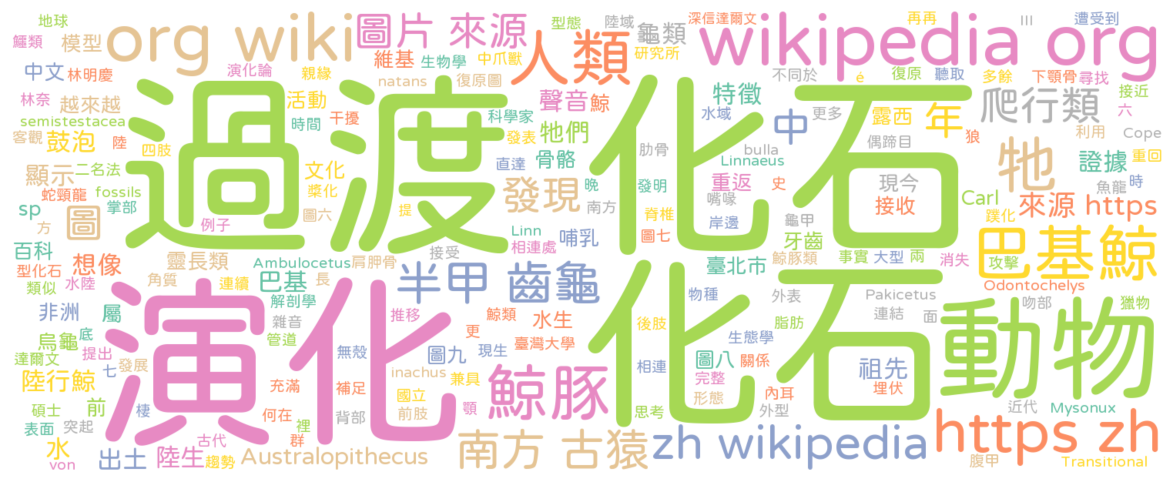 地球
鱷類
模型
org wiki
圖片 來源
型態
陸域
深信達爾文
再再
III
遭受到
龜類
研究所
人類
wikipedia org
中文
林明慶
演化論
親緣
維基
生物學
中爪獸
natans
復原圖
聲音
鯨
不同於
é
復原
聽取
多餘
下顎骨
尋找
接近
六
林奈
越來越
活動
干擾
時間
科學家
發表
牠們
特徵
水域
更多
露西
年
爬行類
利用
Cope
semistestacea
客觀
鼓泡
陸
四肢
過渡 化石
直達
骨骼
肋骨
bulla
Linnaeus
中
偶蹄目
狼
證據
重回
顯示
二名法
文化
棨化
發現
晚
發明
嘴喙
重返
史
現今
接收
Carl
牠
魚龍
時
蛇頸龍
fossils
掌部
圖六
提
例子
南方
脊椎
岸邊
龜甲
來源 https
蹼化
sp
方
圖
Linn
相連處
接受
圖七
牙齒
鯨豚類
事實
大型
兩
消失
巴基鯨
攻擊
百科
型化石
類似
水陸
想像
角質
靈長類
連續
Ambulocetus
巴基
解剖學
長
肩胛骨
哺乳
半甲 齒龜
臺北市
物種
外表
Pakicetus
連結
面
Odontochelys
吻部
獵物
非洲
屬
烏龜
底
達爾文
提出
七
發展
雜音
管道
推移
鯨類
更
水生
臺灣大學
後肢
生態學
脂肪
動物
演化 化石
陸行鯨
碩士
前
棲
表面
突起
無殼
充滿
補足
何在
圖九
現生
inachus
兼具
國立
前肢
顎
背部
鯨豚
相連
完整
形態
圖八
關係
內耳
外型
祖先
埋伏
近代
Mysonux
思考
水
von
出土
陸生
古代
趨勢
群
裡
Australopithecus
南方 古猿
zh wikipedia
https zh
腹甲
Transitional